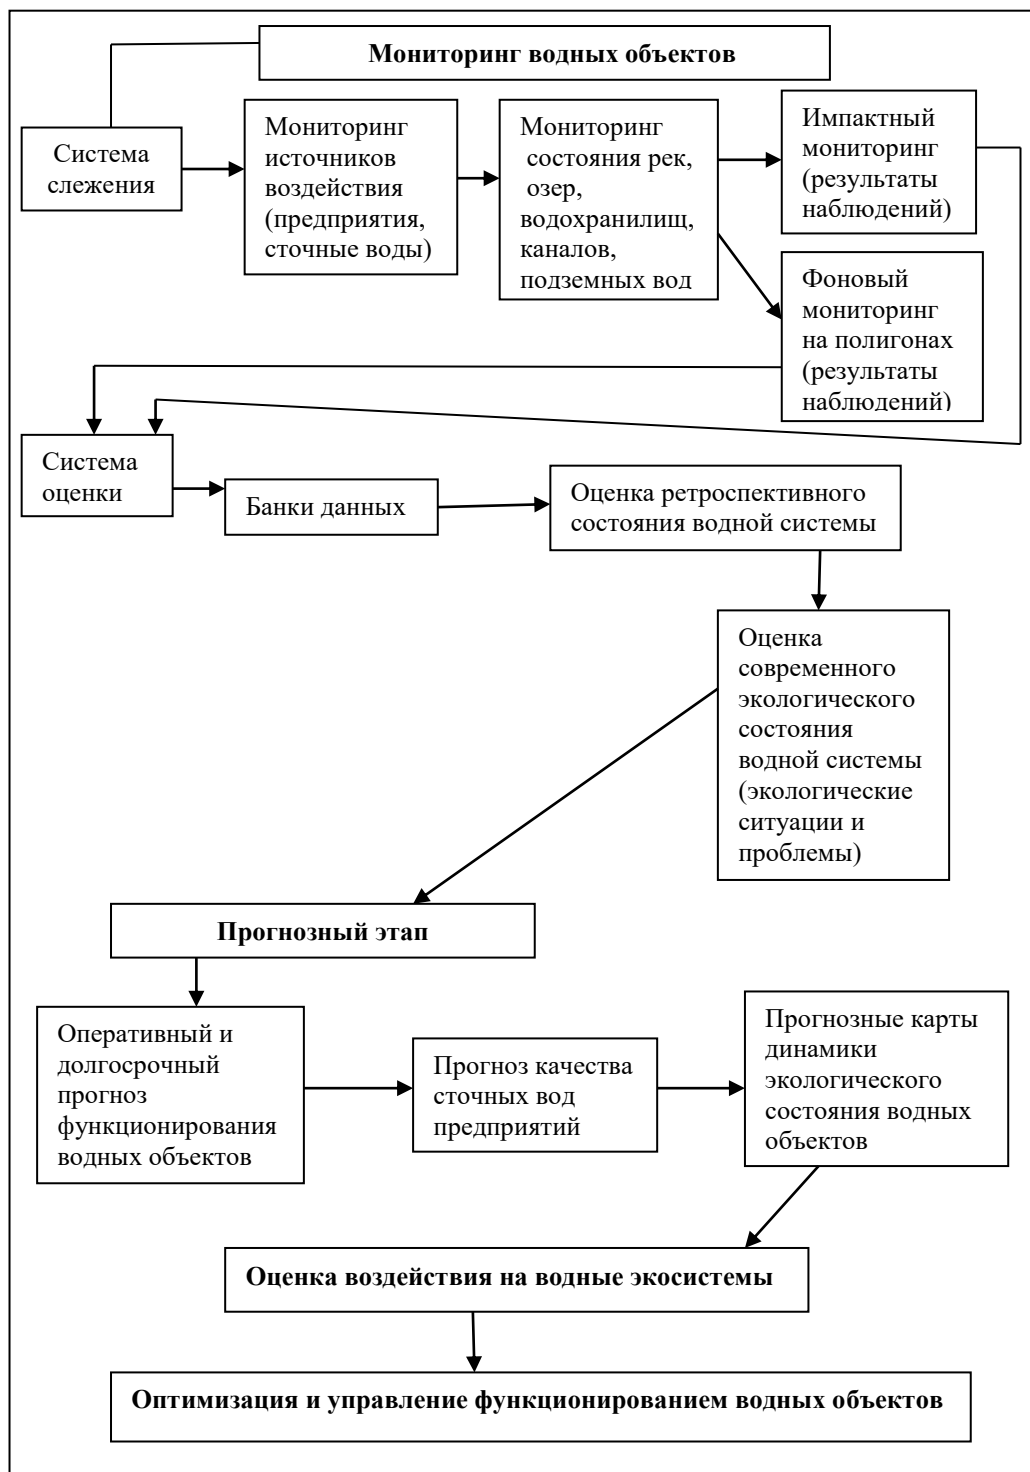 Мониторинг водных объектов
Система
слежения
Мониторинг
источников
воздействия
(предприятия,
сточные воды)
Мониторинг
состояния рек,
озер,
водохранилищ,
каналов,
подземных вод
Импактный
мониторинг
(результаты
наблюдений)
Фоновый
мониторинг
на полигонах
(результаты
наблюдений)
Система
оценки
Банки данных
Оценка ретроспективного
состояния водной системы
Оценка
современного
экологического
состояния
водной системы
(экологические
ситуации и
проблемы)
Прогнозный этап
Оперативный и
долгосрочный
прогноз
функционирования
водных объектов
Прогноз качества
сточных вод
предприятий
Прогнозные карты
динамики
экологического
состояния водных
объектов
Оценка воздействия на водные экосистемы
Оптимизация и управление функционированием водных объектов